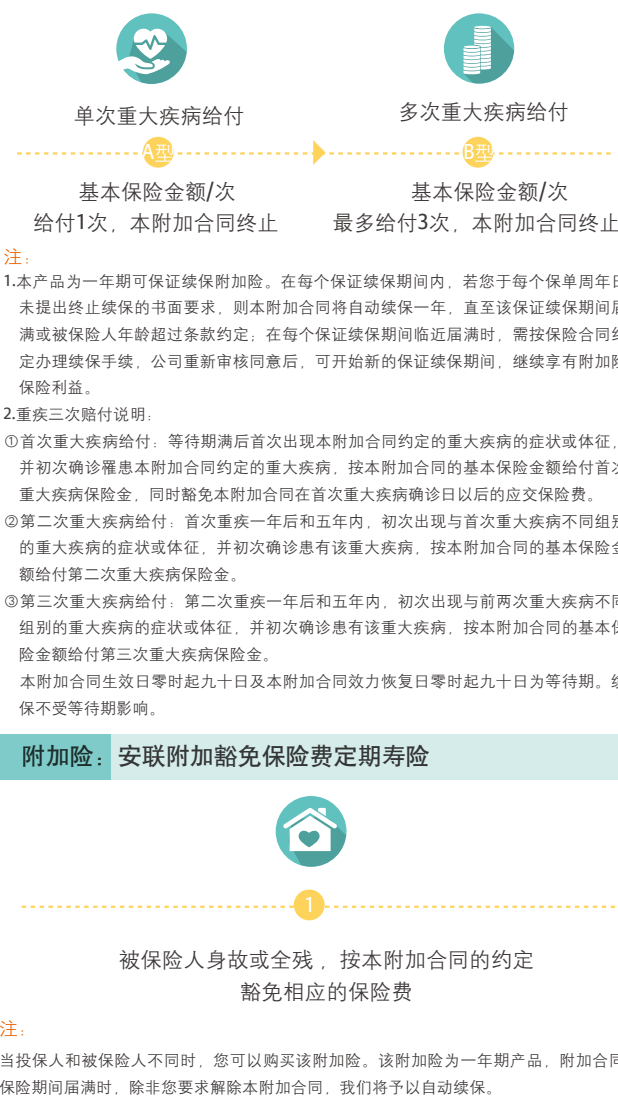 单次重大疾病给付
多次重大疾病给付
A型
B型
基本保险金额/次
给付1次，本附加合同终止
基本保险金额/次
最多给付3次，本附加合同终止
注：
1.本产品为一年期可保证续保附加险。在每个保证续保期间内，若您于每个保单周年日
未提出终止续保的书面要求，则本附加合同将自动续保一年，直至该保证续保期间届
满或被保险人年龄超过条款约定；在每个保证续保期间临近届满时，需按保险合同约
定办理续保手续，公司重新审核同意后，可开始新的保证续保期间，继续享有附加险
保险利益。
2.重疾三次赔付说明：
①首次重大疾病给付：等待期满后首次出现本附加合同约定的重大疾病的症状或体征，
并初次确诊罹患本附加合同约定的重大疾病，按本附加合同的基本保险金额给付首次
重大疾病保险金，同时豁免本附加合同在首次重大疾病确诊日以后的应交保险费。
②第二次重大疾病给付：首次重疾一年后和五年内，初次出现与首次重大疾病不同组别
的重大疾病的症状或体征，并初次确诊患有该重大疾病，按本附加合同的基本保险金
额给付第二次重大疾病保险金。
③第三次重大疾病给付：第二次重疾一年后和五年内，初次出现与前两次重大疾病不同
组别的重大疾病的症状或体征，并初次确诊患有该重大疾病，按本附加合同的基本保
险金额给付第三次重大疾病保险金。
本附加合同生效日零时起九十日及本附加合同效力恢复日零时起九十日为等待期。续
保不受等待期影响。
附加险：安联附加豁免保险费定期寿险
1
被保险人身故或全残，按本附加合同的约定
豁免相应的保险费
注：
当投保人和被保险人不同时，您可以购买该附加险。该附加险为一年期产品，附加合同
保险期间届满时，除非您要求解除本附加合同，我们将予以自动续保。